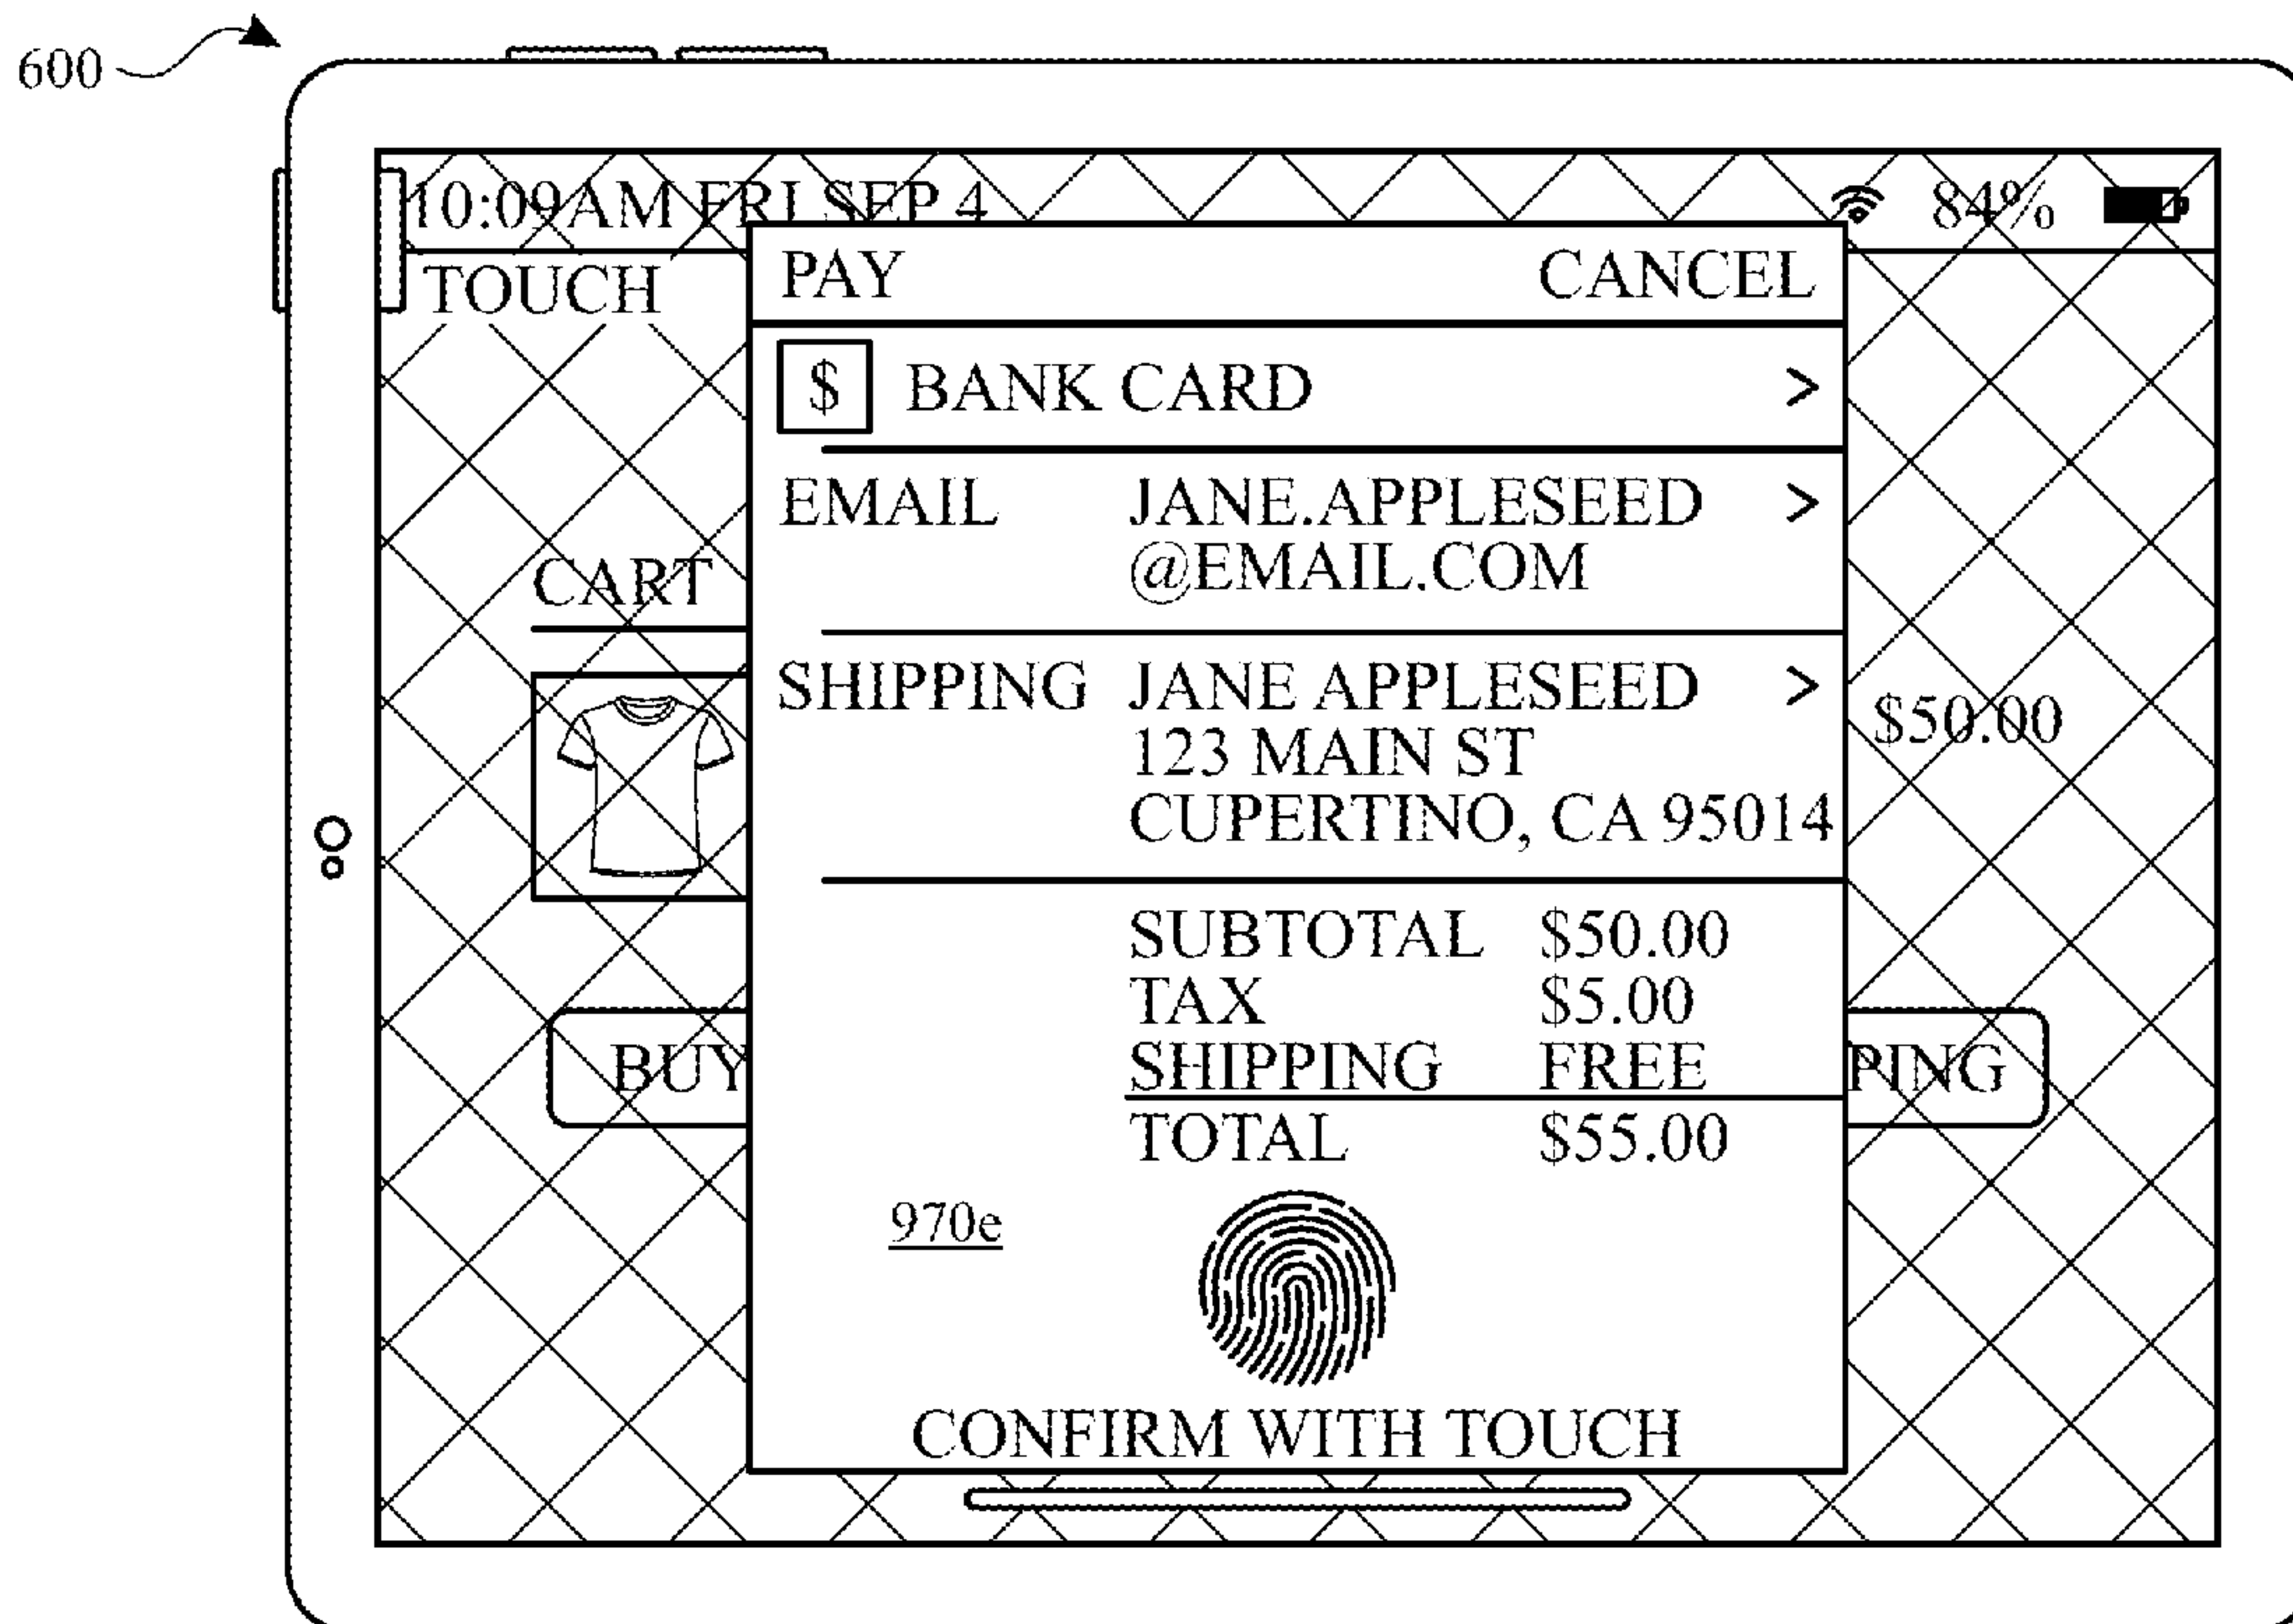 600
10:09AM FRI SEP 4 84%
TOUCH
PAY CANCEL
$ BANK CARD >
EMAIL JANE.APPLESEED >
@EMAIL.COM
CART
SHIPPING JANE APPLESEED >
$50.00
123 MAIN ST
CUPERTINO, CA 95014
SUBTOTAL $50.00
TAX $5.00
BUY SHIPPING FREE PING
TOTAL $55.00
970e
CONFIRM WITH TOUCH